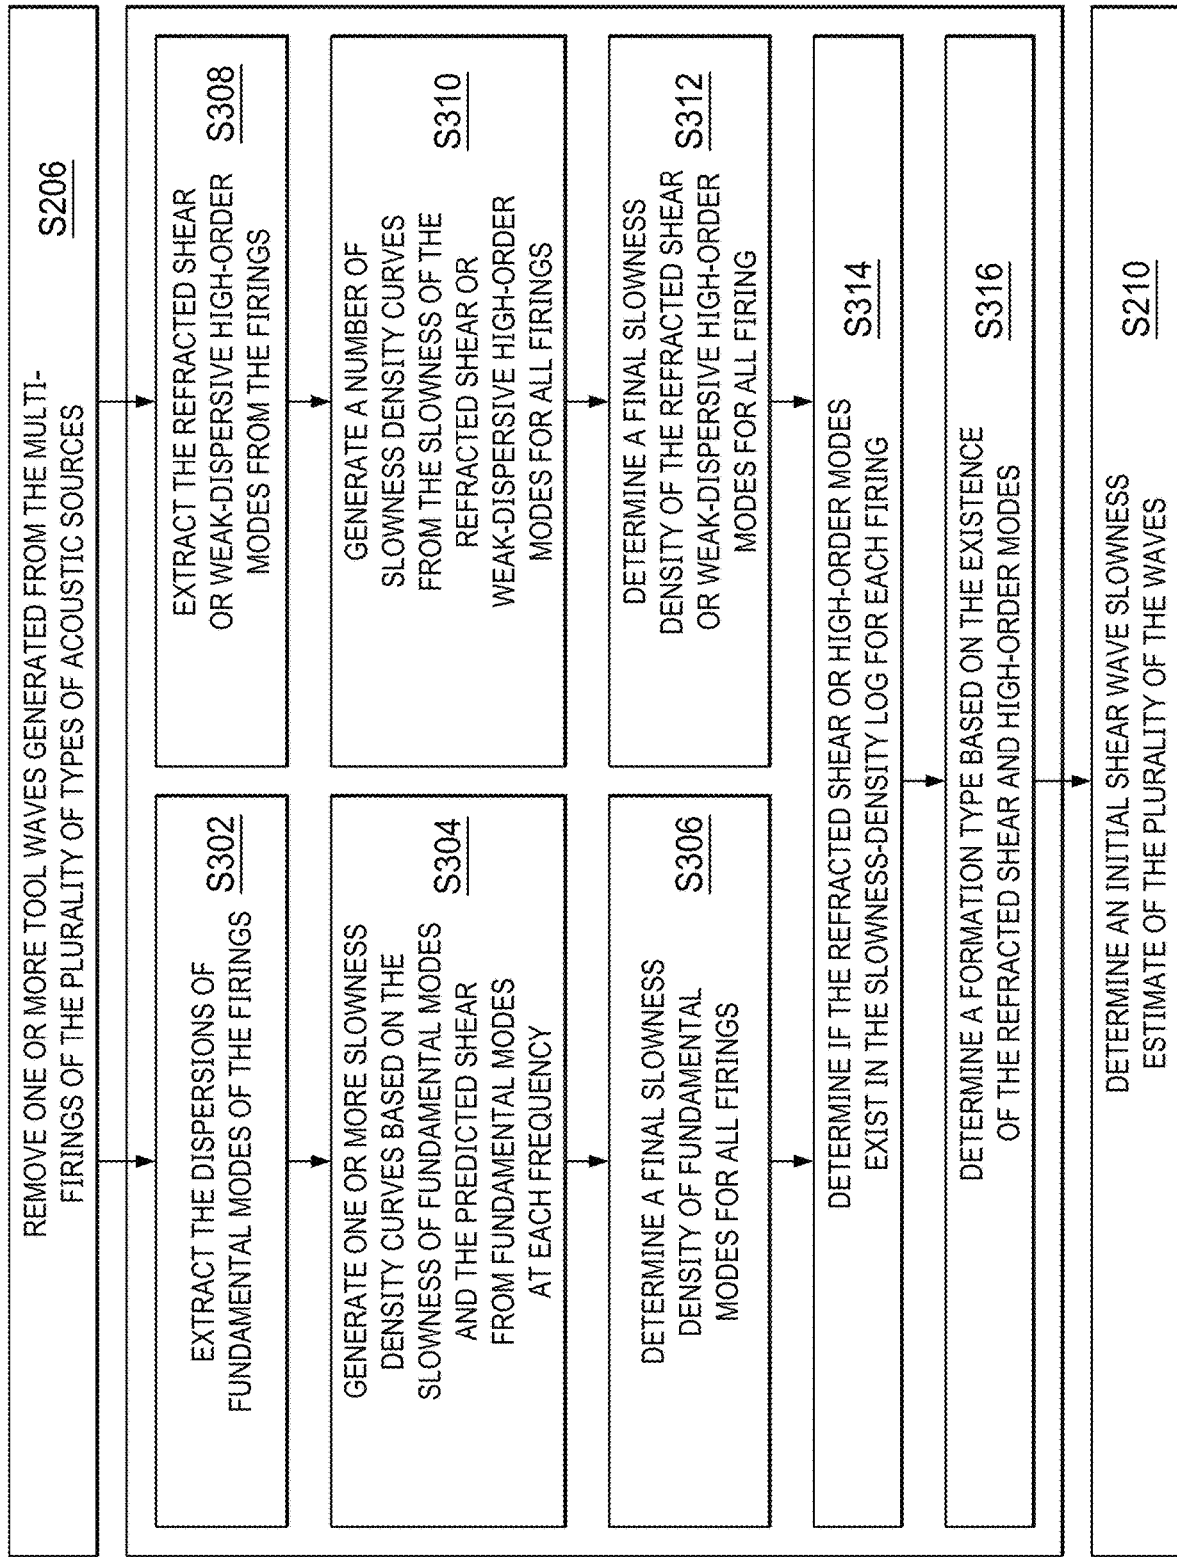 REMOVE ONE OR MORE TOOL WAVES GENERATED FROM THE MULTI-
FIRINGS OF THE PLURALITY OF TYPES OF ACOUSTIC SOURCES
S206
EXTRACT THE DISPERSIONS OF
FUNDAMENTAL MODES OF THE FIRINGS
S302
GENERATE ONE OR MORE SLOWNESS
DENSITY CURVES BASED ON THE
SLOWNESS OF FUNDAMENTAL MODES
AND THE PREDICTED SHEAR
FROM FUNDAMENTAL MODES
AT EACH FREQUENCY
S304
DETERMINE A FINAL SLOWNESS
DENSITY OF FUNDAMENTAL
MODES FOR ALL FIRINGS
S306
EXTRACT THE REFRACTED SHEAR
OR WEAK-DISPERSIVE HIGH-ORDER
MODES FROM THE FIRINGS
S308
GENERATE A NUMBER OF
SLOWNESS DENSITY CURVES
FROM THE SLOWNESS OF THE
REFRACTED SHEAR OR
WEAK-DISPERSIVE HIGH-ORDER
MODES FOR ALL FIRINGS
S310
DETERMINE A FINAL SLOWNESS
DENSITY OF THE REFRACTED SHEAR
OR WEAK-DISPERSIVE HIGH-ORDER
MODES FOR ALL FIRING
S312
DETERMINE IF THE REFRACTED SHEAR OR HIGH-ORDER MODES
EXIST IN THE SLOWNESS-DENSITY LOG FOR EACH FIRING
S314
DETERMINE A FORMATION TYPE BASED ON THE EXISTENCE
OF THE REFRACTED SHEAR AND HIGH-ORDER MODES
S316
DETERMINE AN INITIAL SHEAR WAVE SLOWNESS
ESTIMATE OF THE PLURALITY OF THE WAVES
S210